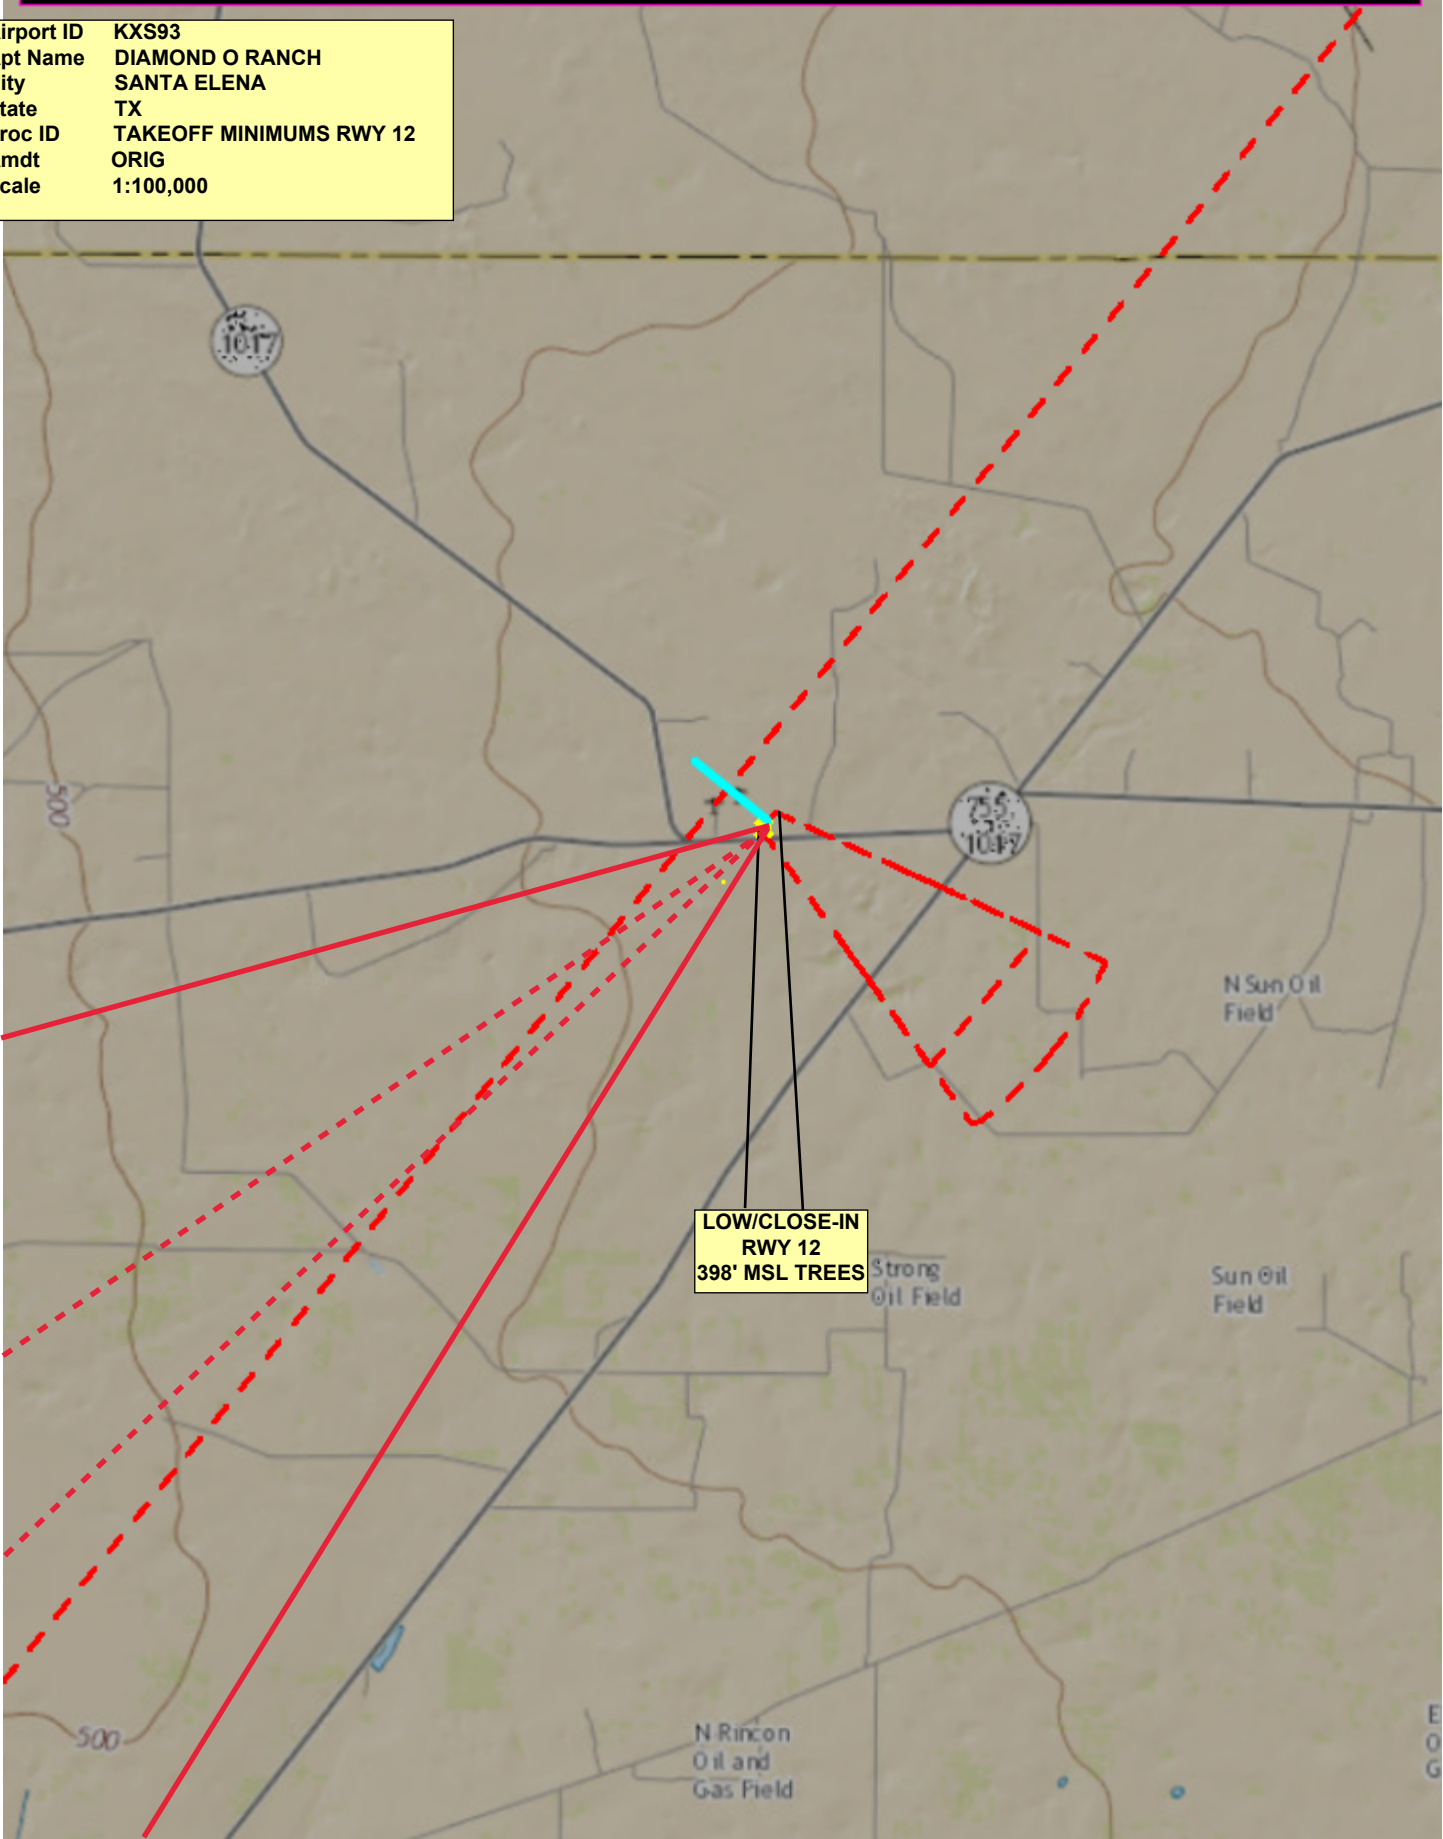 irport ID KXS93
pt Name DIAMOND O RANCH
ity SANTA ELENA
tate TX
roc ID TAKEOFF MINIMUMS RWY 12
mdt ORIG
cale 1:100,000
1017
500
755
1017
N Sun Oil
Field
LOW/CLOSE-IN
RWY 12
398' MSL TREES
Strong
Oil Field
Sun Oil
Field
500
N Rincon
Oil and
Gas Field
E
O
G